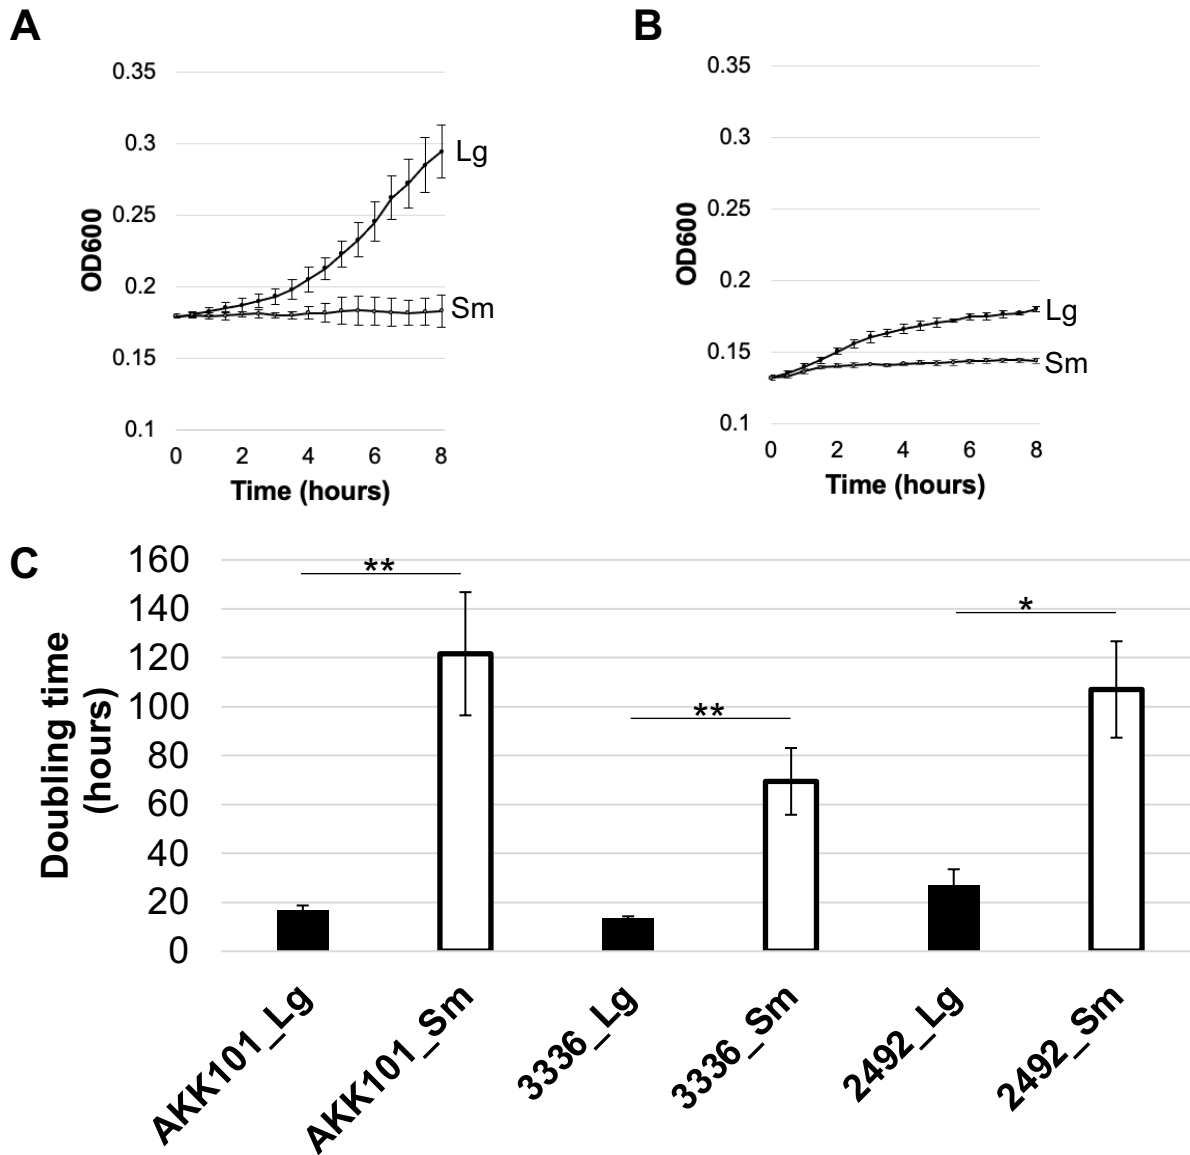 A
0.35
0.3
0.25
0.2
0.15
0.1
OD600
Lg
Sm
0 2 4 6 8
Time (hours)
B
0.35
0.3
0.25
0.2
0.15
0.1
OD600
Lg
Sm
0 2 4 6 8
Time (hours)
C
160
140
120
100
80
60
40
20
0
Doubling time
(hours)
**
**
*
AKK101_Lg
AKK101_Sm
3336_Lg
3336_Sm
2492_Lg
2492_Sm